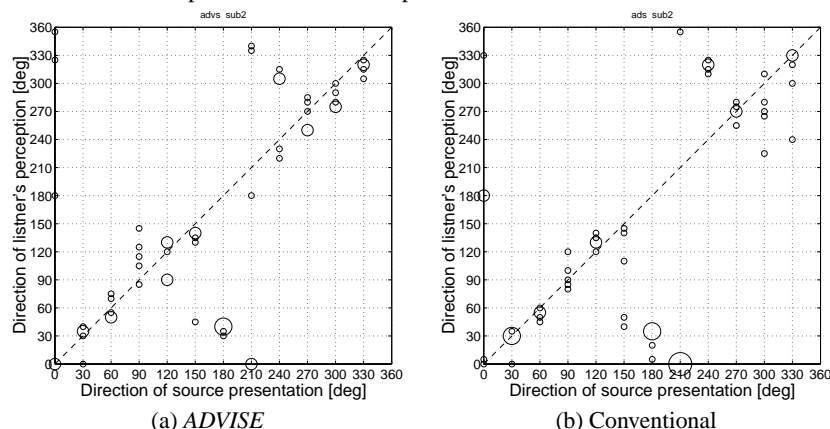 advs sub2
360
330
300
270
240
210
180
150
120
90
60
30
0
0 30 60 90 120 150 180 210 240 270 300 330 360
Direction of listner's perception [deg]
Direction of source presentation [deg]
(a) ADVISE
ads sub2
360
330
300
270
240
210
180
150
120
90
60
30
0
0 30 60 90 120 150 180 210 240 270 300 330 360
Direction of listner's perception [deg]
Direction of source presentation [deg]
(b) Conventional